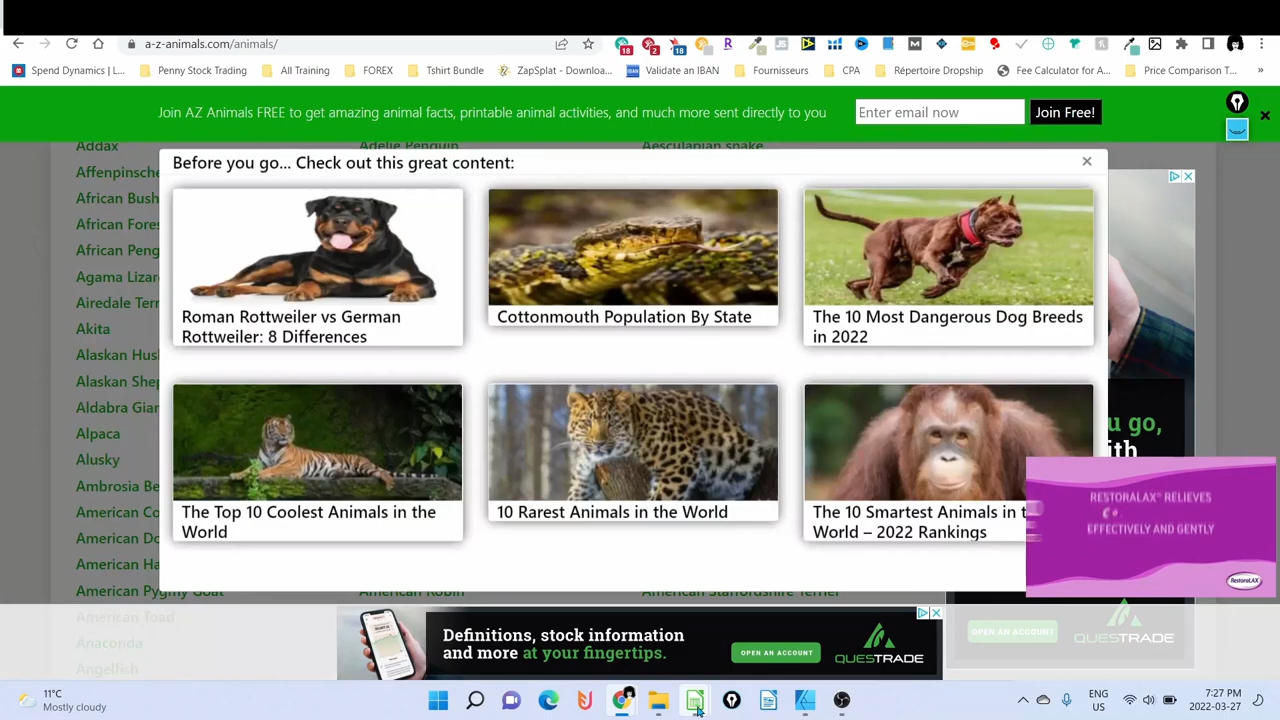 a-z-animals.com/animals/
18 2 18
Spend Dynamics | L... Penny Stock Trading All Training FOREX Tshirt Bundle ZapSplat - Downloa... IBAN Validate an IBAN Fournisseurs CPA Répertoire Dropship Fee Calculator for A... Price Comparison T... »
Join AZ Animals FREE to get amazing animal facts, printable animal activities, and much more sent directly to you
Enter email now
Join Free!
Addax Adelie Penguin Aesculapian snake
Before you go... Check out this great content:
Affenpinsche
African Bush
African Fores
African Peng
Agama Lizar
Airedale Terr
Akita
Alaskan Hus
Alaskan Shep
Aldabra Gian
Alpaca
Alusky
Ambrosia Be
American Co
American Do
American Ha
American Pygmy Goat American Robin American Staffordshire Terrier
American Toad
Anaconda
Angelfish
Roman Rottweiler vs German
Rottweiler: 8 Differences
Cottonmouth Population By State
The 10 Most Dangerous Dog Breeds
in 2022
The Top 10 Coolest Animals in the
World
10 Rarest Animals in the World
The 10 Smartest Animals in t
World – 2022 Rankings
u go,
ith
RESTORALAX® RELIEVES
EFFECTIVELY AND GENTLY
RestoraLAX
OPEN AN ACCOUNT
QUESTRADE
Definitions, stock information
and more at your fingertips.
OPEN AN ACCOUNT
QUESTRADE
11°C
Mostly cloudy
ENG
US
7:27 PM
2022-03-27